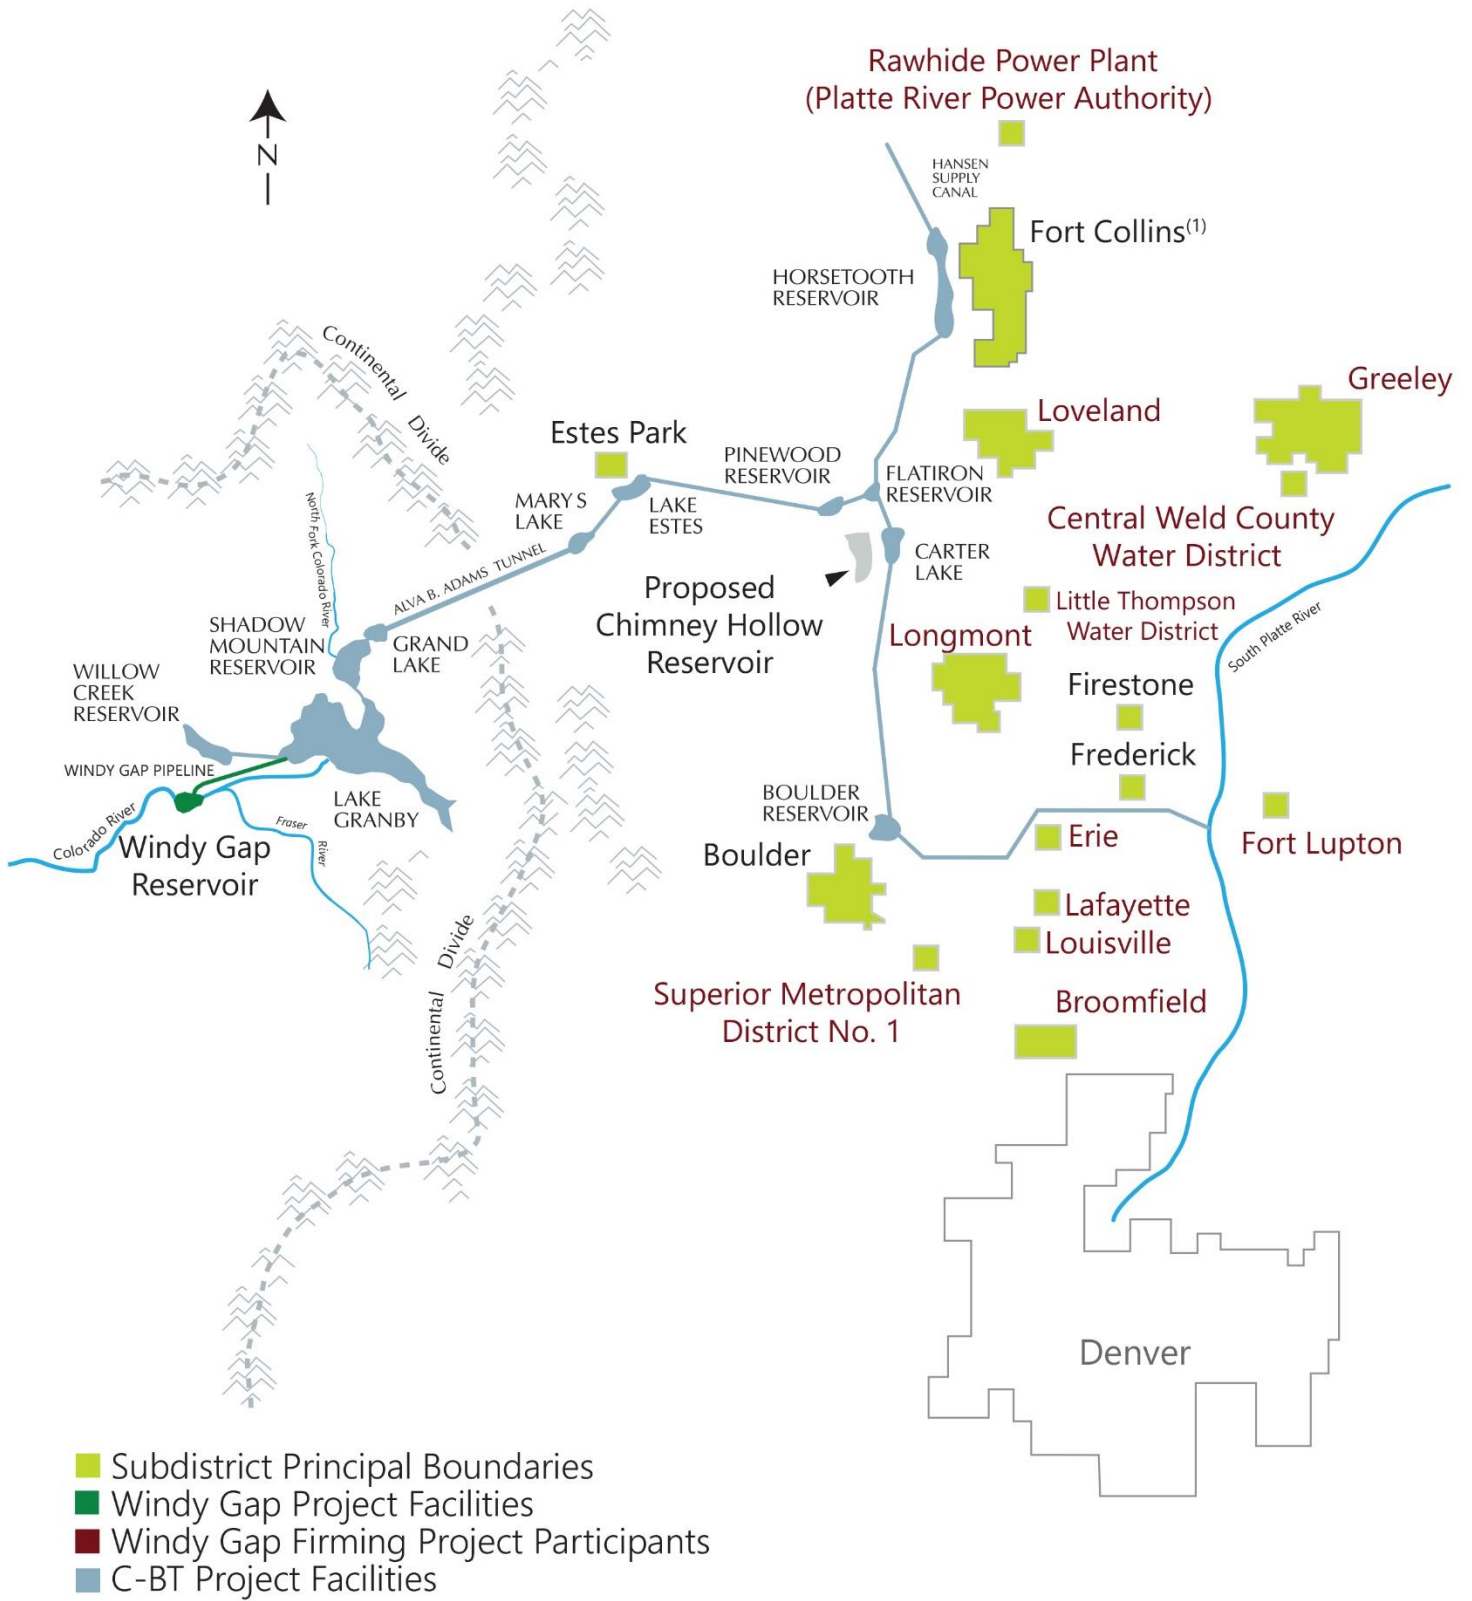 Rawhide Power Plant
(Platte River Power Authority)
N
HANSEN
SUPPLY
CANAL
Fort Collins(1)
HORSETOOTH
RESERVOIR
Continental Divide
Greeley
Loveland
Estes Park
PINEWOOD
RESERVOIR
FLATIRON
RESERVOIR
MARY S
LAKE
LAKE
ESTES
North Fork Colorado River
Central Weld County
Water District
ALVA B. ADAMS TUNNEL
CARTER
LAKE
Proposed
Chimney Hollow
Reservoir
Little Thompson
Water District
South Platte River
SHADOW
MOUNTAIN
RESERVOIR
GRAND
LAKE
Longmont
WILLOW
CREEK
RESERVOIR
Firestone
Frederick
WINDY GAP PIPELINE
LAKE
GRANBY
BOULDER
RESERVOIR
Colorado River
Fraser River
Windy Gap
Reservoir
Boulder
Erie
Fort Lupton
Lafayette
Louisville
Continental Divide
Superior Metropolitan
District No. 1
Broomfield
Denver
Subdistrict Principal Boundaries
Windy Gap Project Facilities
Windy Gap Firming Project Participants
C-BT Project Facilities